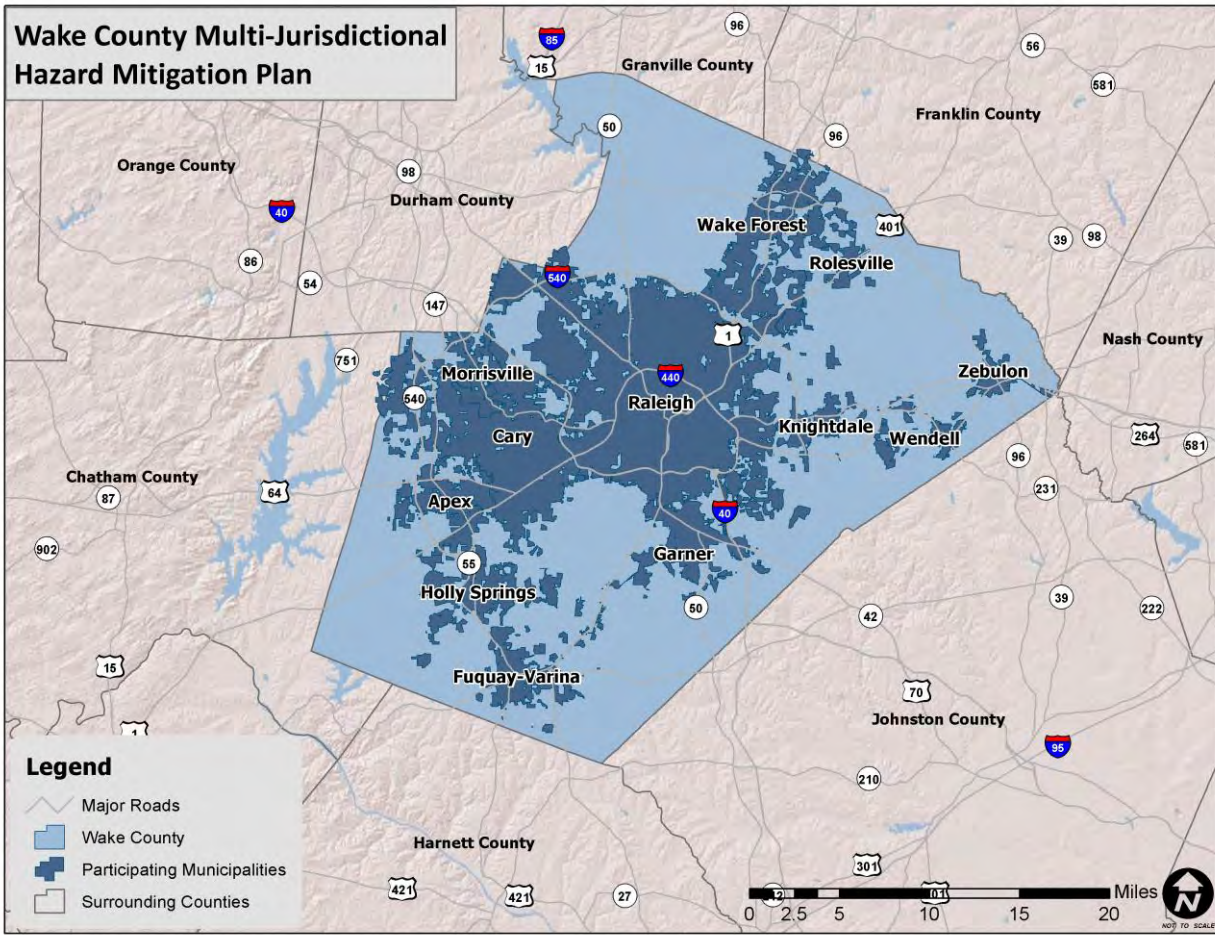 Wake County Multi-Jurisdictional
Hazard Mitigation Plan
96
85
15
Granville County
56
581
50
Franklin County
96
Orange County
98
Durham County
40
Wake Forest
401
39
98
86
Rolesville
54
540
147
1
Nash County
751
Zebulon
Morrisville
440
540
Raleigh
Knightdale
Cary
Wendell
264
581
96
Chatham County
87
64
231
Apex
40
902
Garner
55
Holly Springs
50
39
222
42
15
Fuquay-Varina
70
Johnston County
1
95
210
Harnett County
301
421
421
27
Legend
Major Roads
Wake County
Participating Municipalities
Surrounding Counties
Miles
0 2.5 5 10 15 20
N
NOT TO SCALE